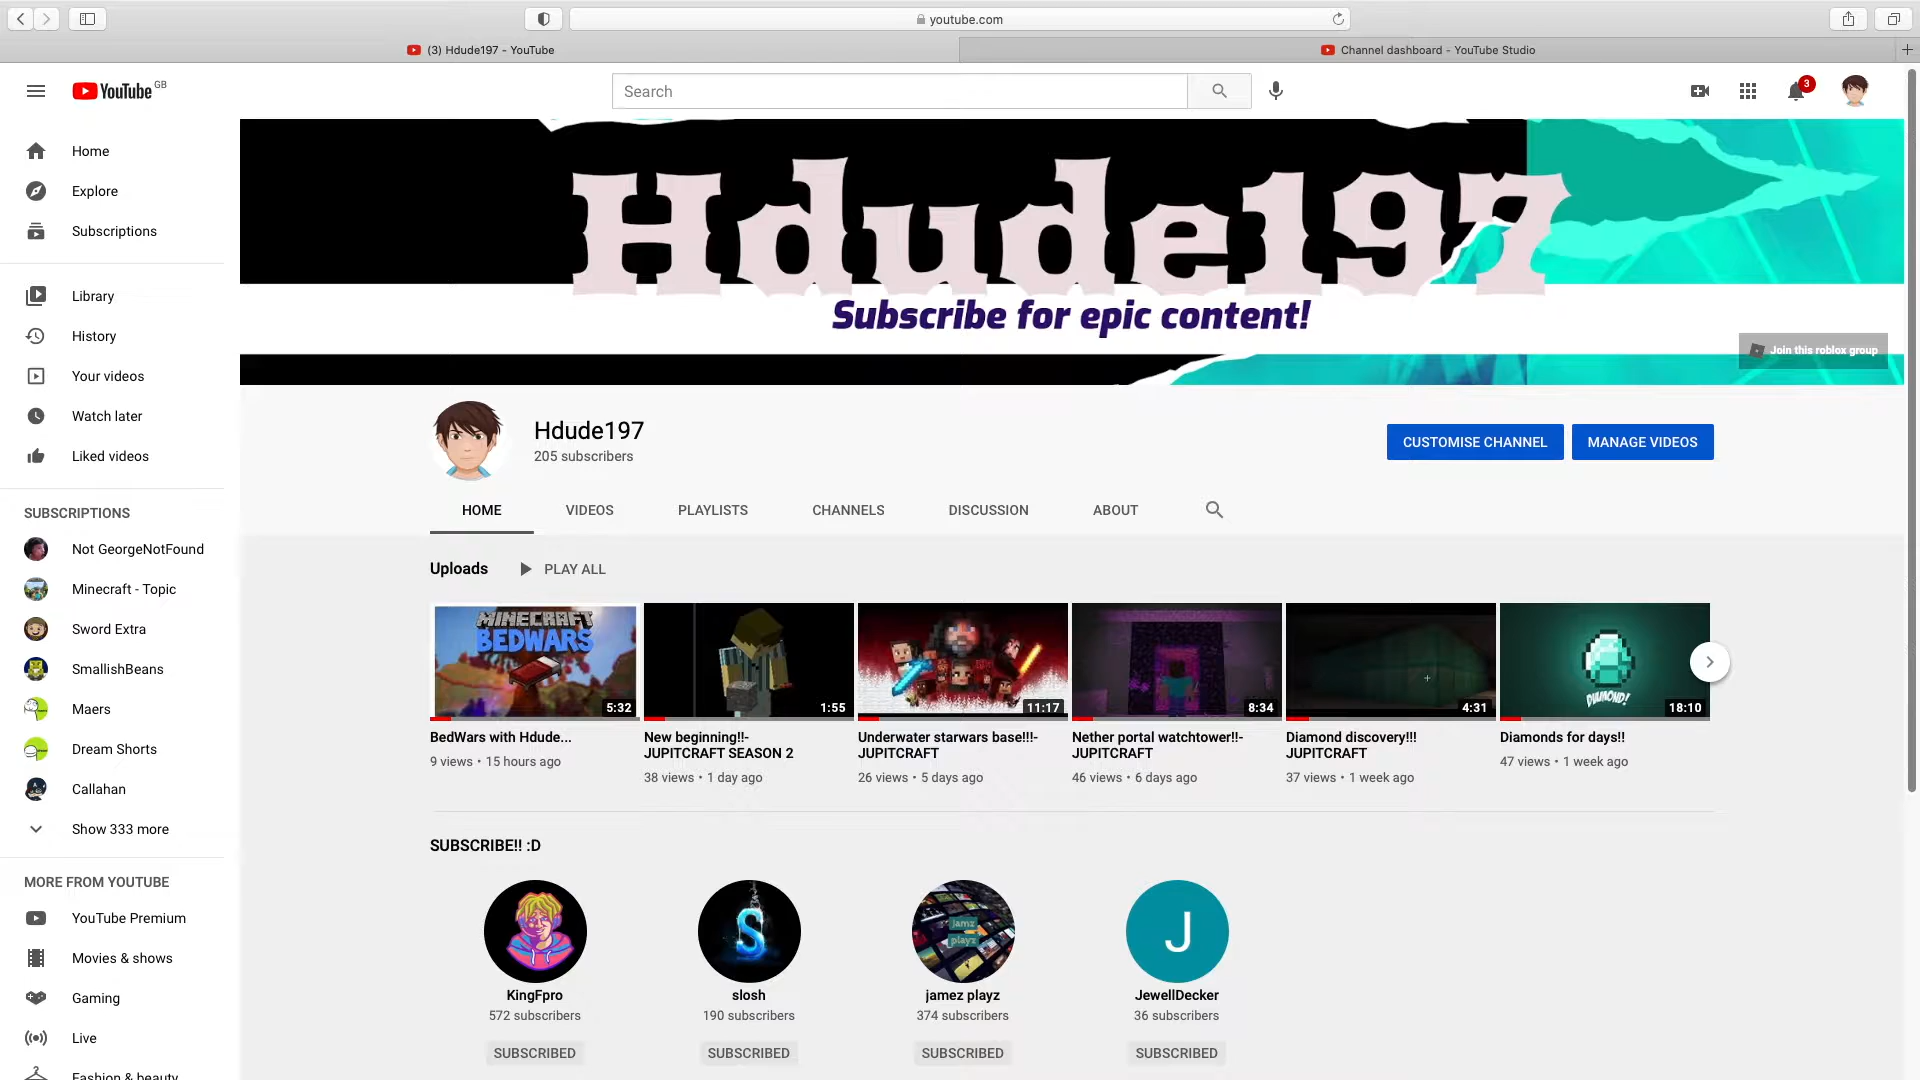 youtube.com
(3) Hdude197 - YouTube
Channel dashboard - YouTube Studio
YouTube GB
Search
3
Home
Explore
Subscriptions
Library
History
Your videos
Watch later
Liked videos
SUBSCRIPTIONS
Not GeorgeNotFound
Minecraft - Topic
Sword Extra
SmallishBeans
Maers
Dream Shorts
Callahan
Show 333 more
MORE FROM YOUTUBE
YouTube Premium
Movies & shows
Gaming
Live
Fashion & beauty
Hdude197
Subscribe for epic content!
Join this roblox group
Hdude197
205 subscribers
CUSTOMISE CHANNEL
MANAGE VIDEOS
HOME VIDEOS PLAYLISTS CHANNELS DISCUSSION ABOUT
Uploads PLAY ALL
MINECRAFT
BEDWARS
5:32
BedWars with Hdude...
9 views • 15 hours ago
1:55
New beginning!!-
JUPITCRAFT SEASON 2
38 views • 1 day ago
11:17
Underwater starwars base!!!-
JUPITCRAFT
26 views • 5 days ago
8:34
Nether portal watchtower!!-
JUPITCRAFT
46 views • 6 days ago
4:31
Diamond discovery!!!
JUPITCRAFT
37 views • 1 week ago
DIAMOND!
18:10
Diamonds for days!!
47 views • 1 week ago
SUBSCRIBE!! :D
KingFpro
572 subscribers
SUBSCRIBED
S
slosh
190 subscribers
SUBSCRIBED
jamz
playz
jamez playz
374 subscribers
SUBSCRIBED
J
JewellDecker
36 subscribers
SUBSCRIBED